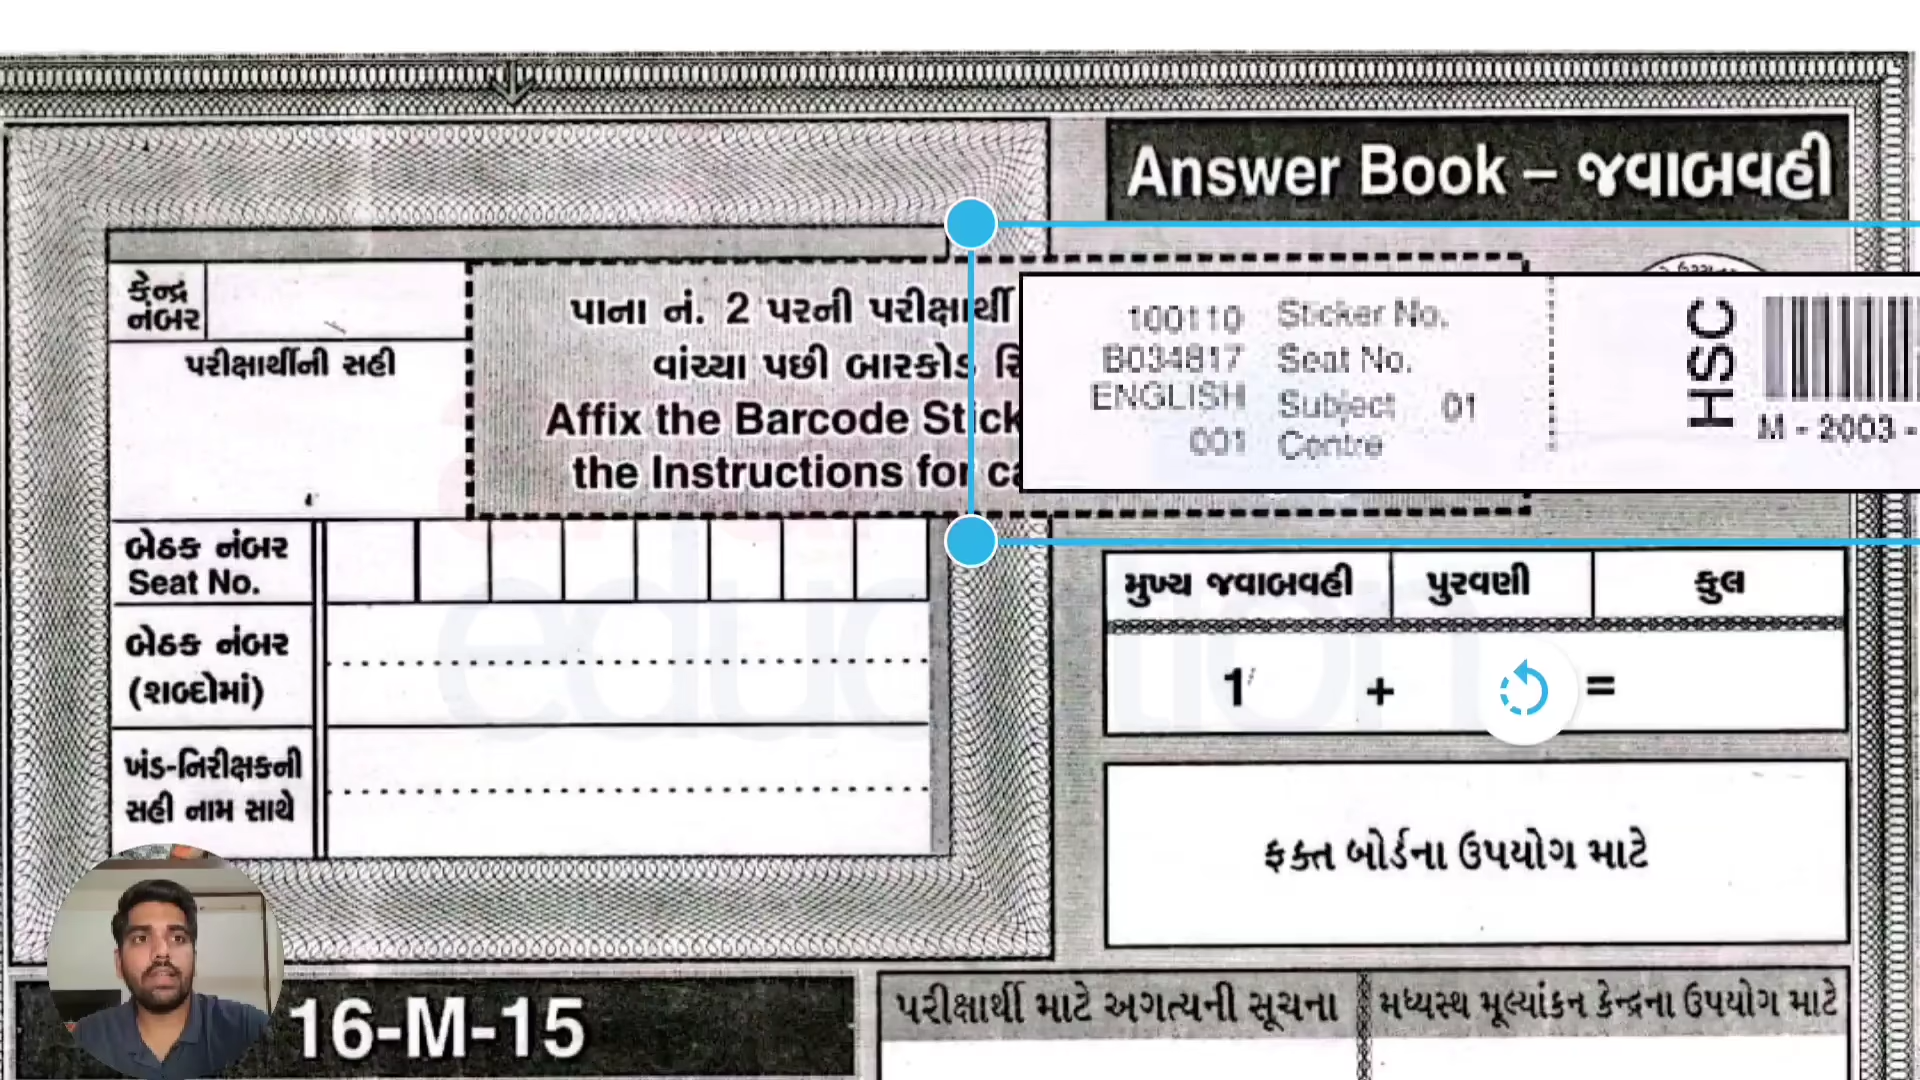 Answer Book – જવાબવહી
કેન્દ્ર
નંબર
પાના નં. 2 પરની પરીક્ષાર્થી
વાંચ્યા પછી બારકોડ
Affix the Barcode Stick
the Instructions for
પરીક્ષાર્થીની સહી
100110 Sticker No.
B034817 Seat No.
ENGLISH Subject 01
001 Centre
HSC
M - 2003 -
બેઠક નંબર
Seat No.
બેઠક નંબર
(શબ્દોમાં)
ખંડ-નિરીક્ષકની
સહી નામ સાથે
મુખ્ય જવાબવહી પુરવણી કુલ
1 + =
ફક્ત બોર્ડના ઉપયોગ માટે
education
16-M-15
પરીક્ષાર્થી માટે અગત્યની સૂચના
મધ્યસ્થ મૂલ્યાંકન કેન્દ્રના ઉપયોગ માટે